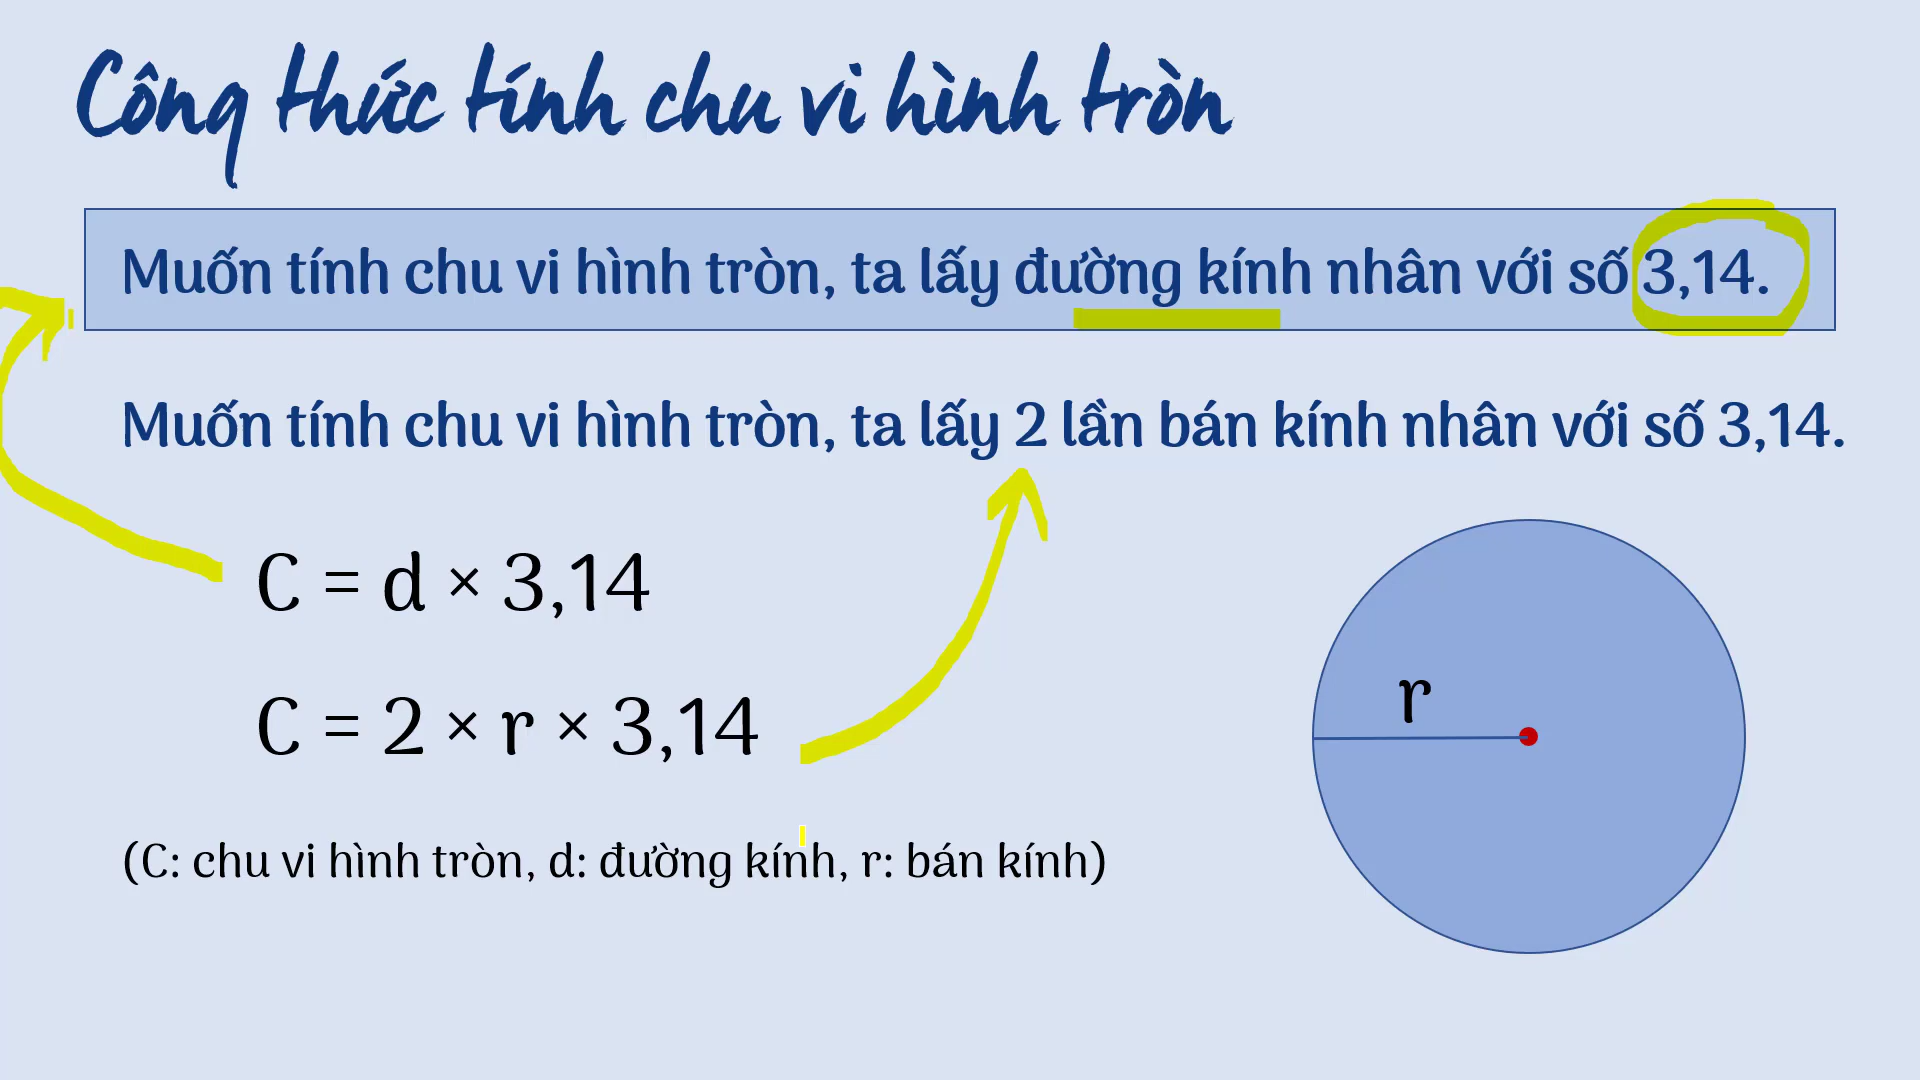 Công thức tính chu vi hình tròn
Muốn tính chu vi hình tròn, ta lấy đường kính nhân với số 3,14.
Muốn tính chu vi hình tròn, ta lấy 2 lần bán kính nhân với số 3,14.
C = d × 3,14
C = 2 × r × 3,14
r
(C: chu vi hình tròn, d: đường kính, r: bán kính)